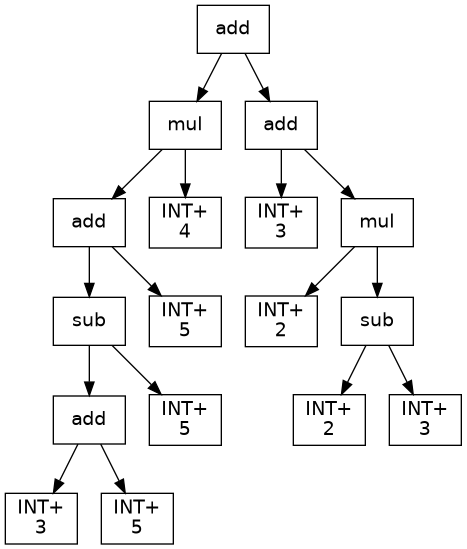 add
mul
add
add
INT+
4
INT+
3
mul
sub
INT+
5
INT+
2
sub
add
INT+
5
INT+
2
INT+
3
INT+
3
INT+
5